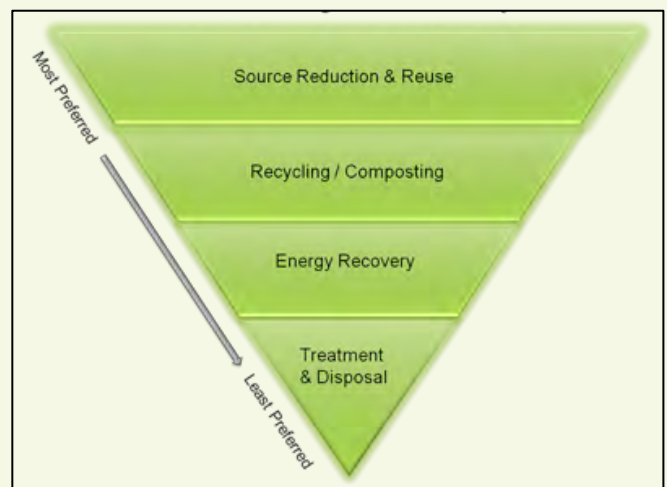 Most Preferred
Source Reduction & Reuse
Recycling / Composting
Energy Recovery
Treatment
& Disposal
Least Preferred